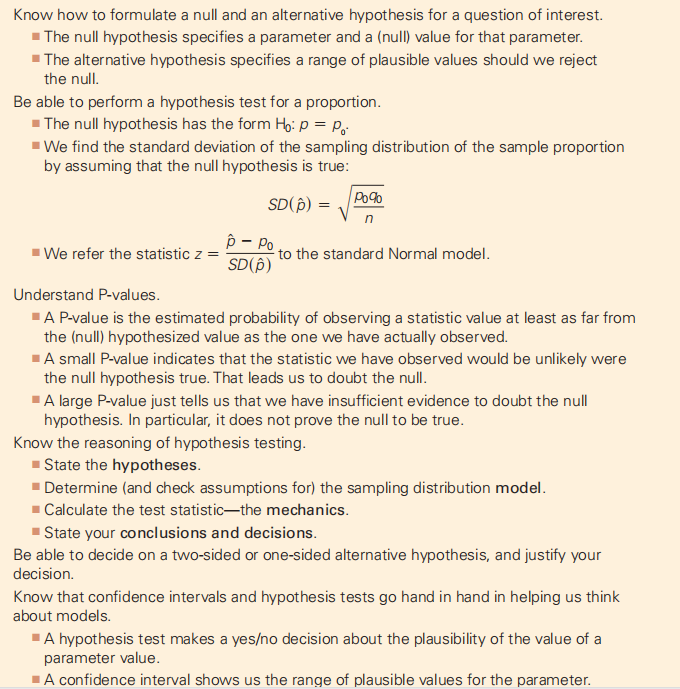 Know how to formulate a null and an alternative hypothesis for a question of interest.
■ The null hypothesis specifies a parameter and a (null) value for that parameter.
■ The alternative hypothesis specifies a range of plausible values should we reject
the null.
Be able to perform a hypothesis test for a proportion.
■ The null hypothesis has the form H₀: p = p₀.
■ We find the standard deviation of the sampling distribution of the sample proportion
by assuming that the null hypothesis is true:
SD(p̂) = √(p₀q₀/n)
■ We refer the statistic z = (p̂ − p₀)/SD(p̂) to the standard Normal model.
Understand P-values.
■ A P-value is the estimated probability of observing a statistic value at least as far from
the (null) hypothesized value as the one we have actually observed.
■ A small P-value indicates that the statistic we have observed would be unlikely were
the null hypothesis true. That leads us to doubt the null.
■ A large P-value just tells us that we have insufficient evidence to doubt the null
hypothesis. In particular, it does not prove the null to be true.
Know the reasoning of hypothesis testing.
■ State the hypotheses.
■ Determine (and check assumptions for) the sampling distribution model.
■ Calculate the test statistic—the mechanics.
■ State your conclusions and decisions.
Be able to decide on a two-sided or one-sided alternative hypothesis, and justify your
decision.
Know that confidence intervals and hypothesis tests go hand in hand in helping us think
about models.
■ A hypothesis test makes a yes/no decision about the plausibility of the value of a
parameter value.
■ A confidence interval shows us the range of plausible values for the parameter.